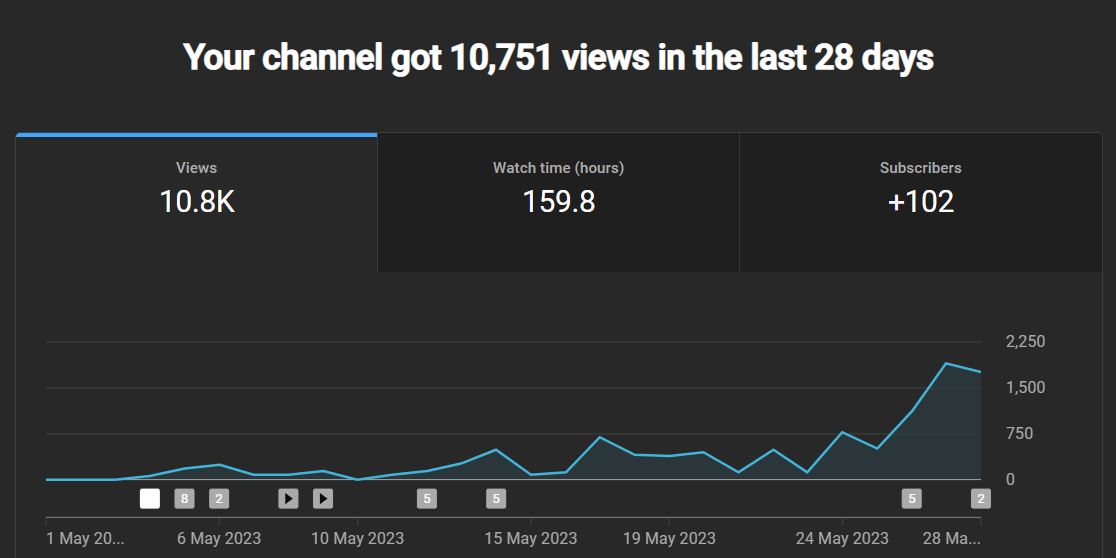 Your channel got 10,751 views in the last 28 days
Views
10.8K
Watch time (hours)
159.8
Subscribers
+102
2,250
1,500
750
0
8 2 5 5 5 2
1 May 20... 6 May 2023 10 May 2023 15 May 2023 19 May 2023 24 May 2023 28 Ma...